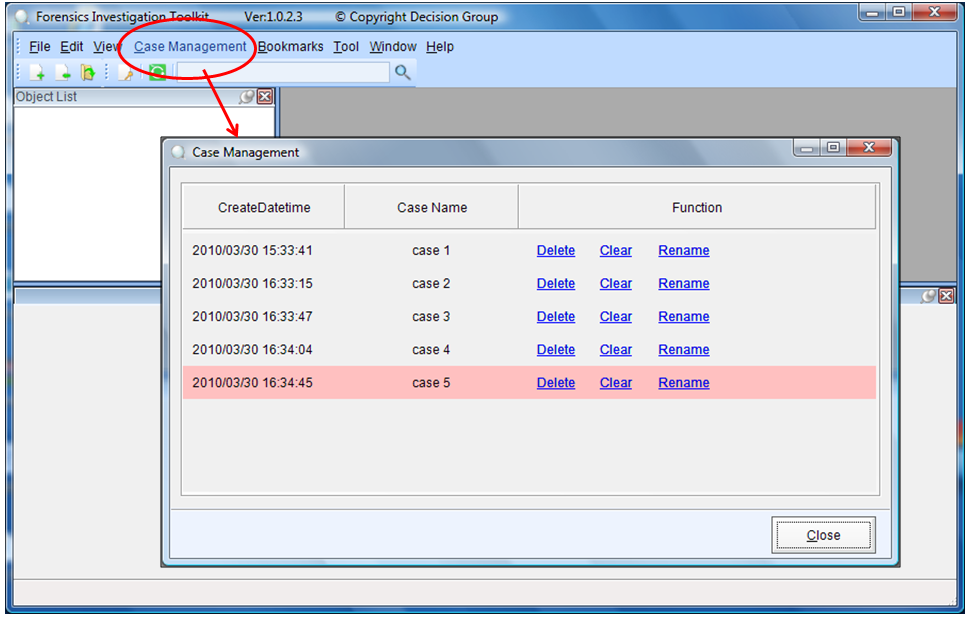 Forensics Investigation Toolkit Ver:1.0.2.3 © Copyright Decision Group
File Edit View Case Management Bookmarks Tool Window Help
Object List
Case Management
CreateDatetime Case Name Function
2010/03/30 15:33:41 case 1 Delete Clear Rename
2010/03/30 16:33:15 case 2 Delete Clear Rename
2010/03/30 16:33:47 case 3 Delete Clear Rename
2010/03/30 16:34:04 case 4 Delete Clear Rename
2010/03/30 16:34:45 case 5 Delete Clear Rename
Close